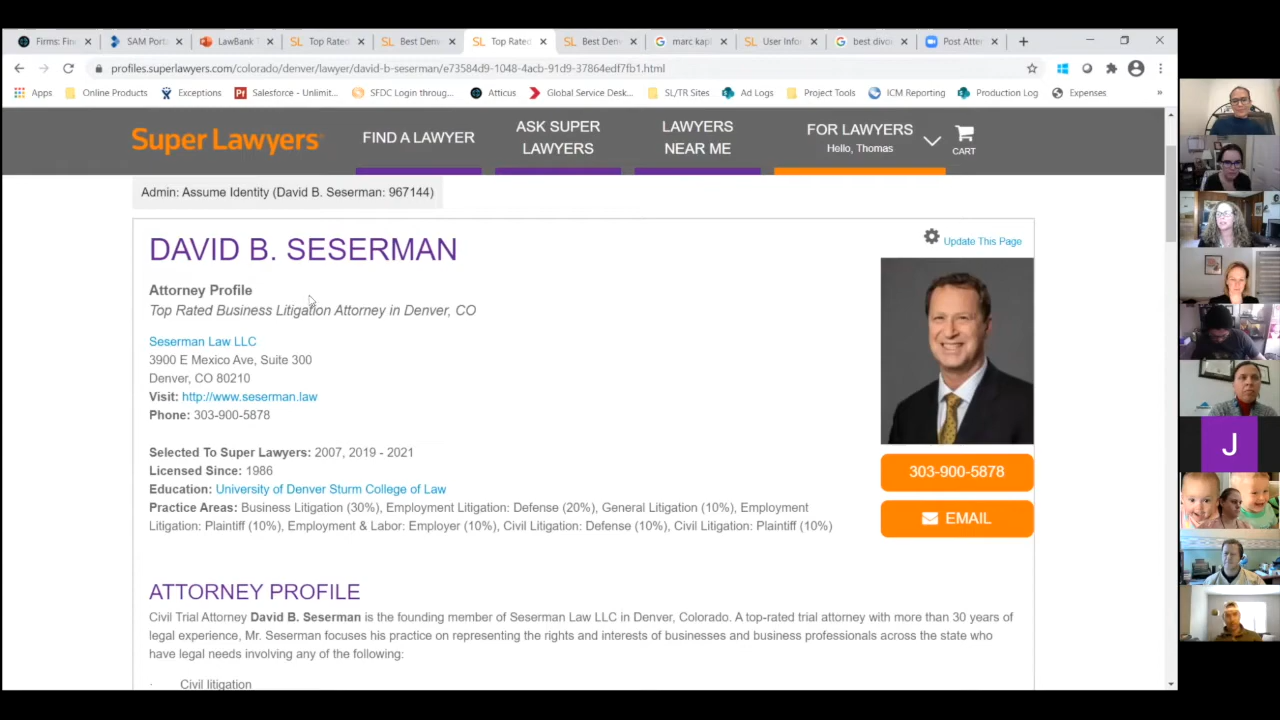 Firms: Fin
SAM Porta
LawBank T
Top Rated
Best Den
Top Rated
Best Den
marc kapl
User Infor
best divor
Post Atten
profiles.superlawyers.com/colorado/denver/lawyer/david-b-seserman/e73584d9-1048-4acb-91d9-37864edf7fb1.html
Apps
Online Products
Exceptions
Salesforce - Unlimit...
SFDC Login throug...
Atticus
Global Service Desk...
SL/TR Sites
Ad Logs
Project Tools
ICM Reporting
Production Log
Expenses
»
Super Lawyers
FIND A LAWYER
ASK SUPER
LAWYERS
LAWYERS
NEAR ME
FOR LAWYERS
Hello, Thomas
CART
Admin: Assume Identity (David B. Seserman: 967144)
DAVID B. SESERMAN
Update This Page
Attorney Profile
Top Rated Business Litigation Attorney in Denver, CO
Seserman Law LLC
3900 E Mexico Ave, Suite 300
Denver, CO 80210
Visit: http://www.seserman.law
Phone: 303-900-5878
Selected To Super Lawyers: 2007, 2019 - 2021
Licensed Since: 1986
Education: University of Denver Sturm College of Law
Practice Areas: Business Litigation (30%), Employment Litigation: Defense (20%), General Litigation (10%), Employment
Litigation: Plaintiff (10%), Employment & Labor: Employer (10%), Civil Litigation: Defense (10%), Civil Litigation: Plaintiff (10%)
303-900-5878
EMAIL
ATTORNEY PROFILE
Civil Trial Attorney David B. Seserman is the founding member of Seserman Law LLC in Denver, Colorado. A top-rated trial attorney with more than 30 years of
legal experience, Mr. Seserman focuses his practice on representing the rights and interests of businesses and business professionals across the state who
have legal needs involving any of the following:
· Civil litigation
J